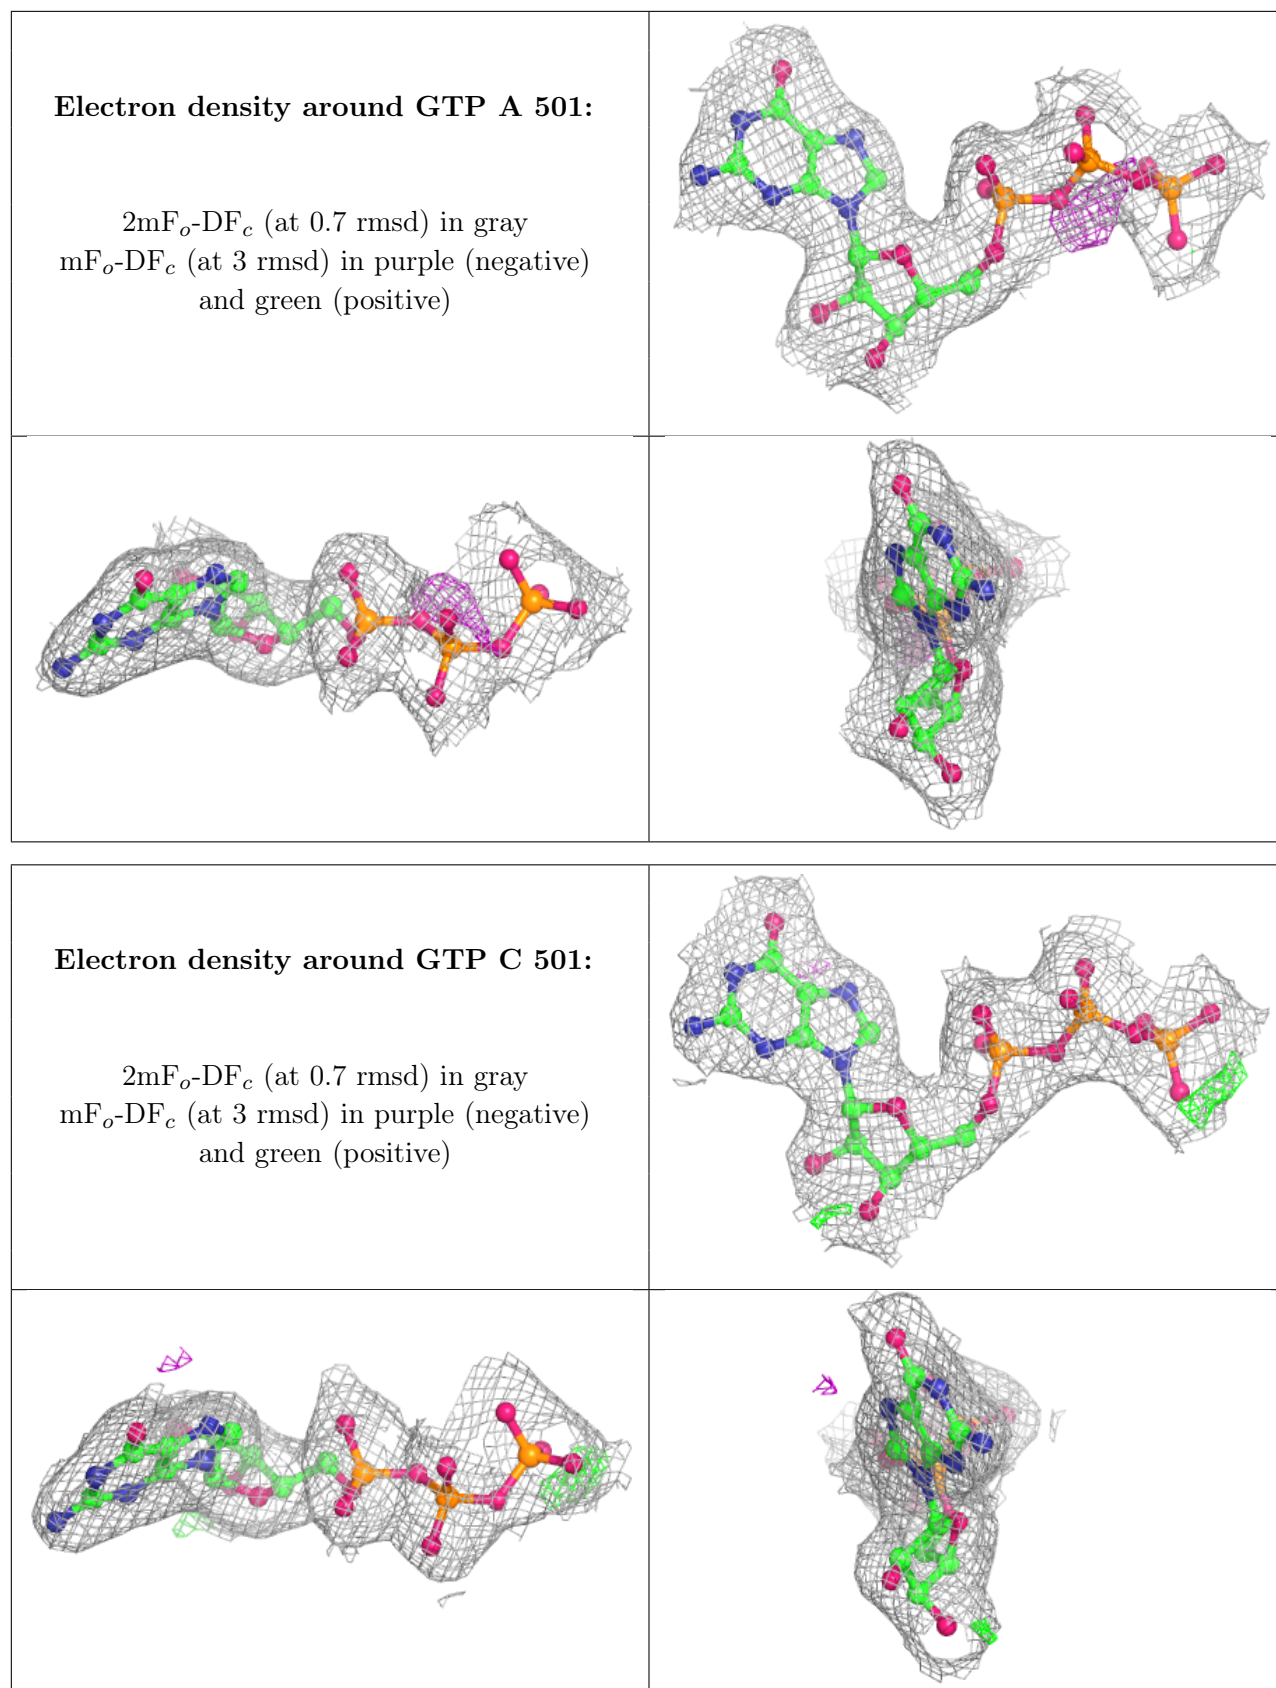 Electron density around GTP A 501:
2mFo-DFc (at 0.7 rmsd) in gray
mFo-DFc (at 3 rmsd) in purple (negative)
and green (positive)
Electron density around GTP C 501:
2mFo-DFc (at 0.7 rmsd) in gray
mFo-DFc (at 3 rmsd) in purple (negative)
and green (positive)